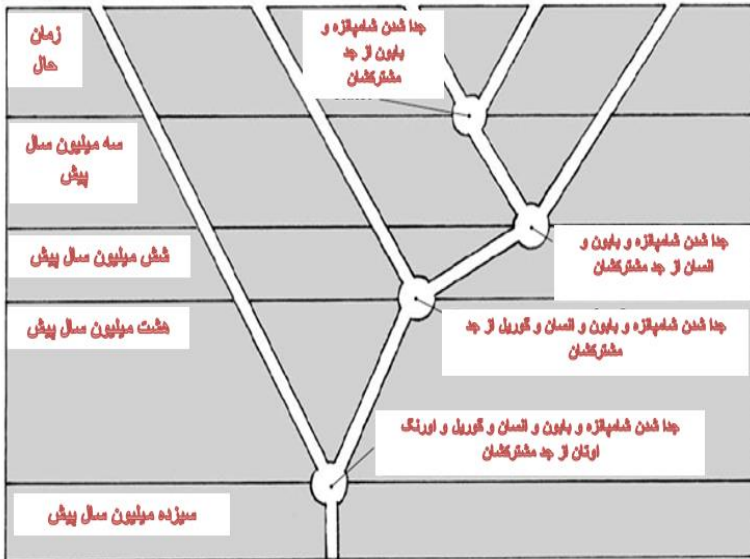 زمان
حال
جدا شدن شامپانزه و
بابون از جد
مشترکشان
سه میلیون سال
پیش
جدا شدن شامپانزه و بابون و
انسان از جد مشترکشان
شش میلیون سال پیش
هشت میلیون سال پیش
جدا شدن شامپانزه و بابون و انسان و گوریل از جد
مشترکشان
جدا شدن شامپانزه و بابون و انسان و گوریل و اورنگ
اوتان از جد مشترکشان
سیزده میلیون سال پیش